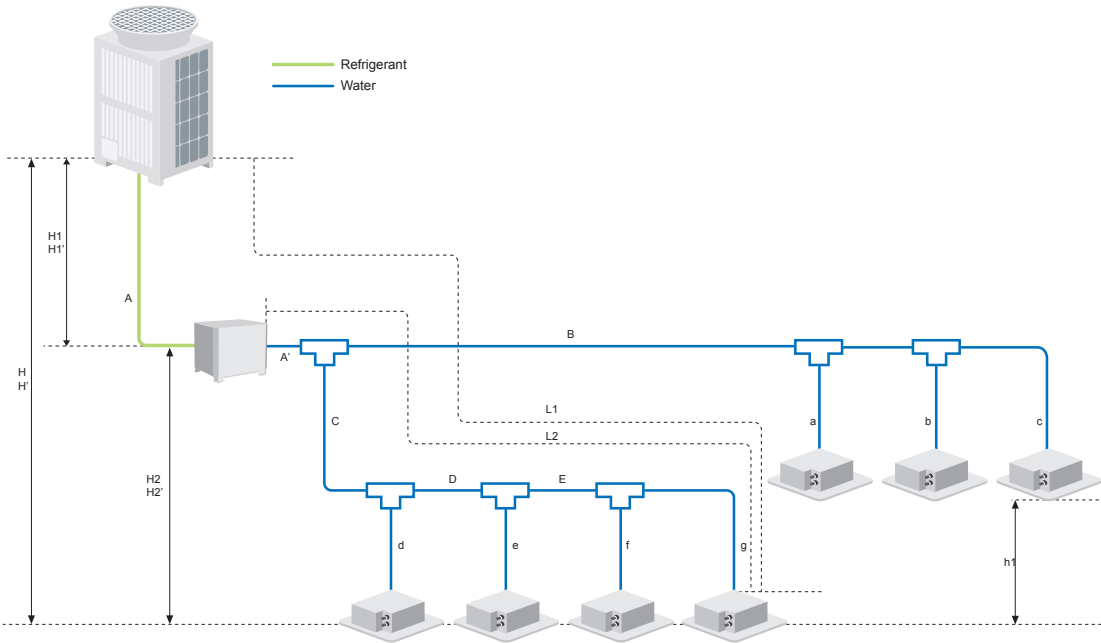 Refrigerant
Water
H1
H1’
A
H
H’
A’
B
C
L1
L2
a
b
c
H2
H2’
D
E
d
e
f
g
h1